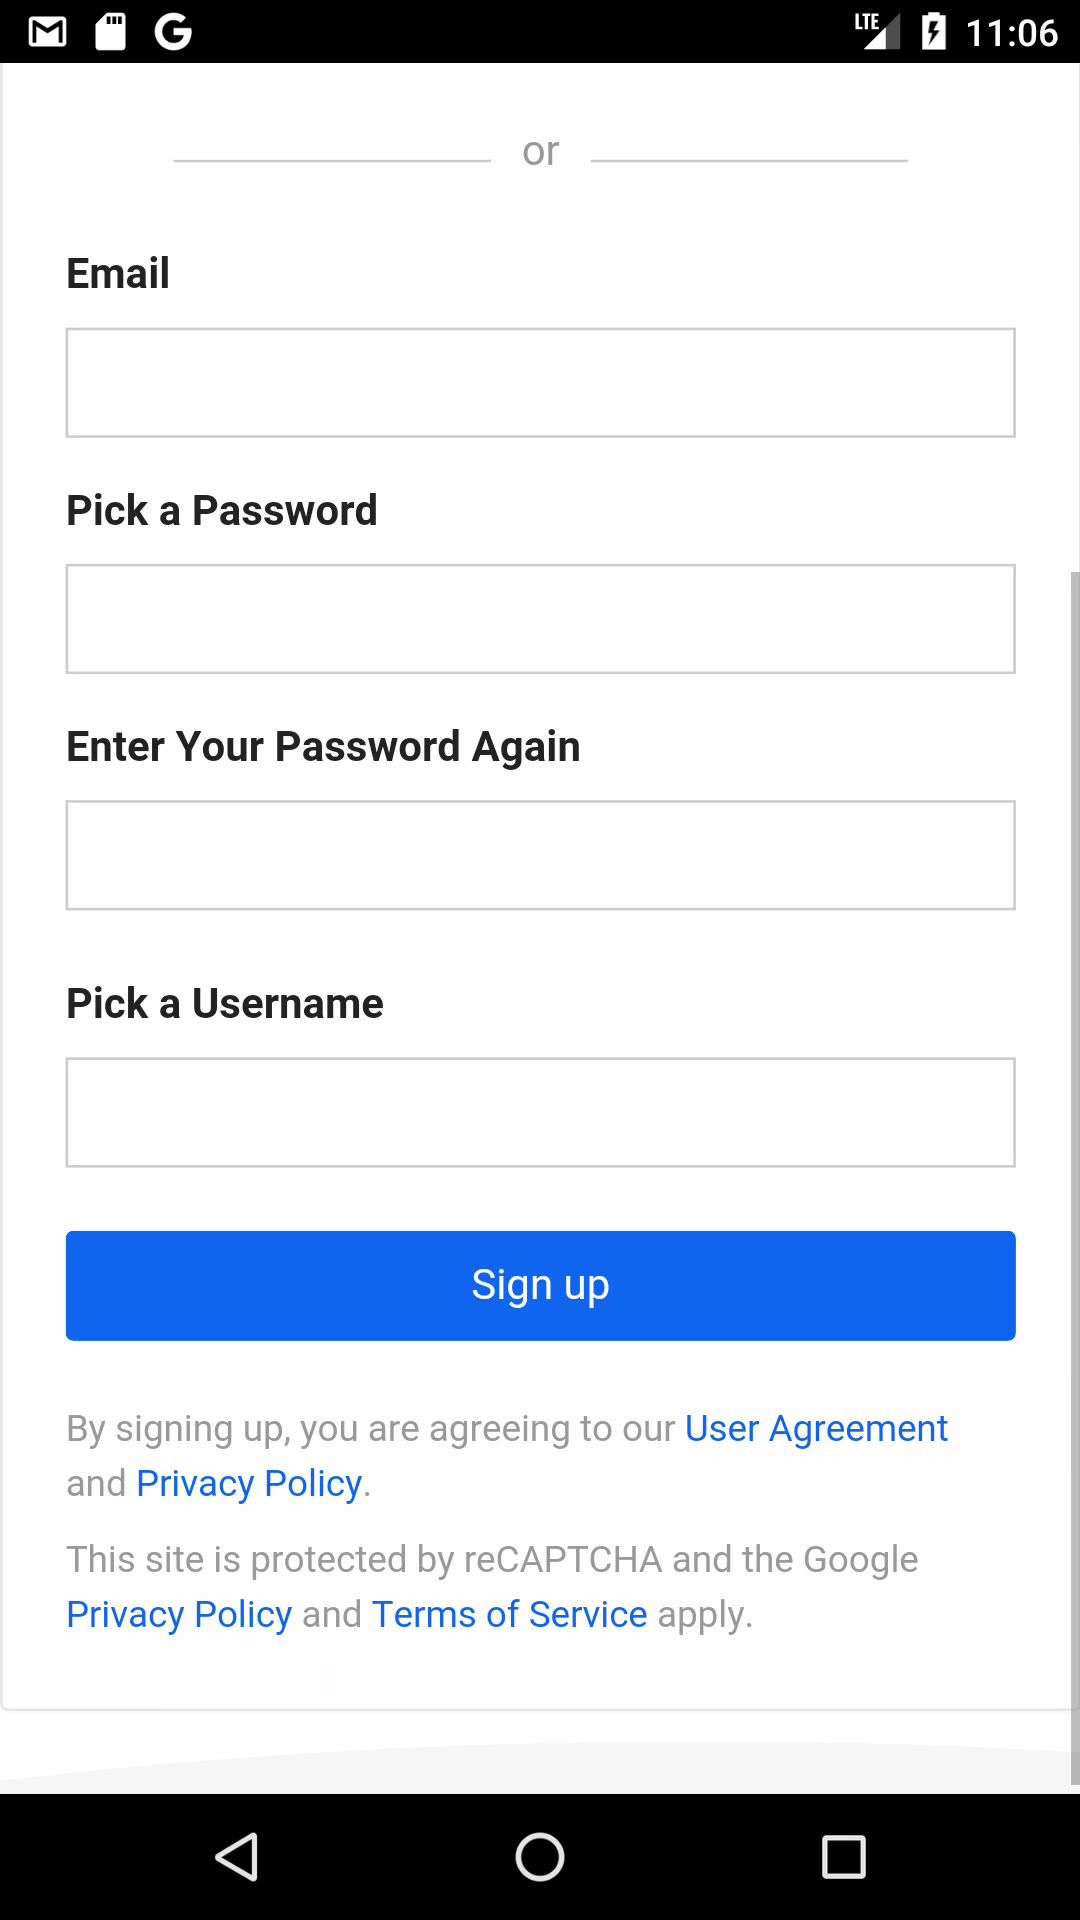 LTE 11:06
or
Email
Pick a Password
Enter Your Password Again
Pick a Username
Sign up
By signing up, you are agreeing to our User Agreement
and Privacy Policy.
This site is protected by reCAPTCHA and the Google
Privacy Policy and Terms of Service apply.